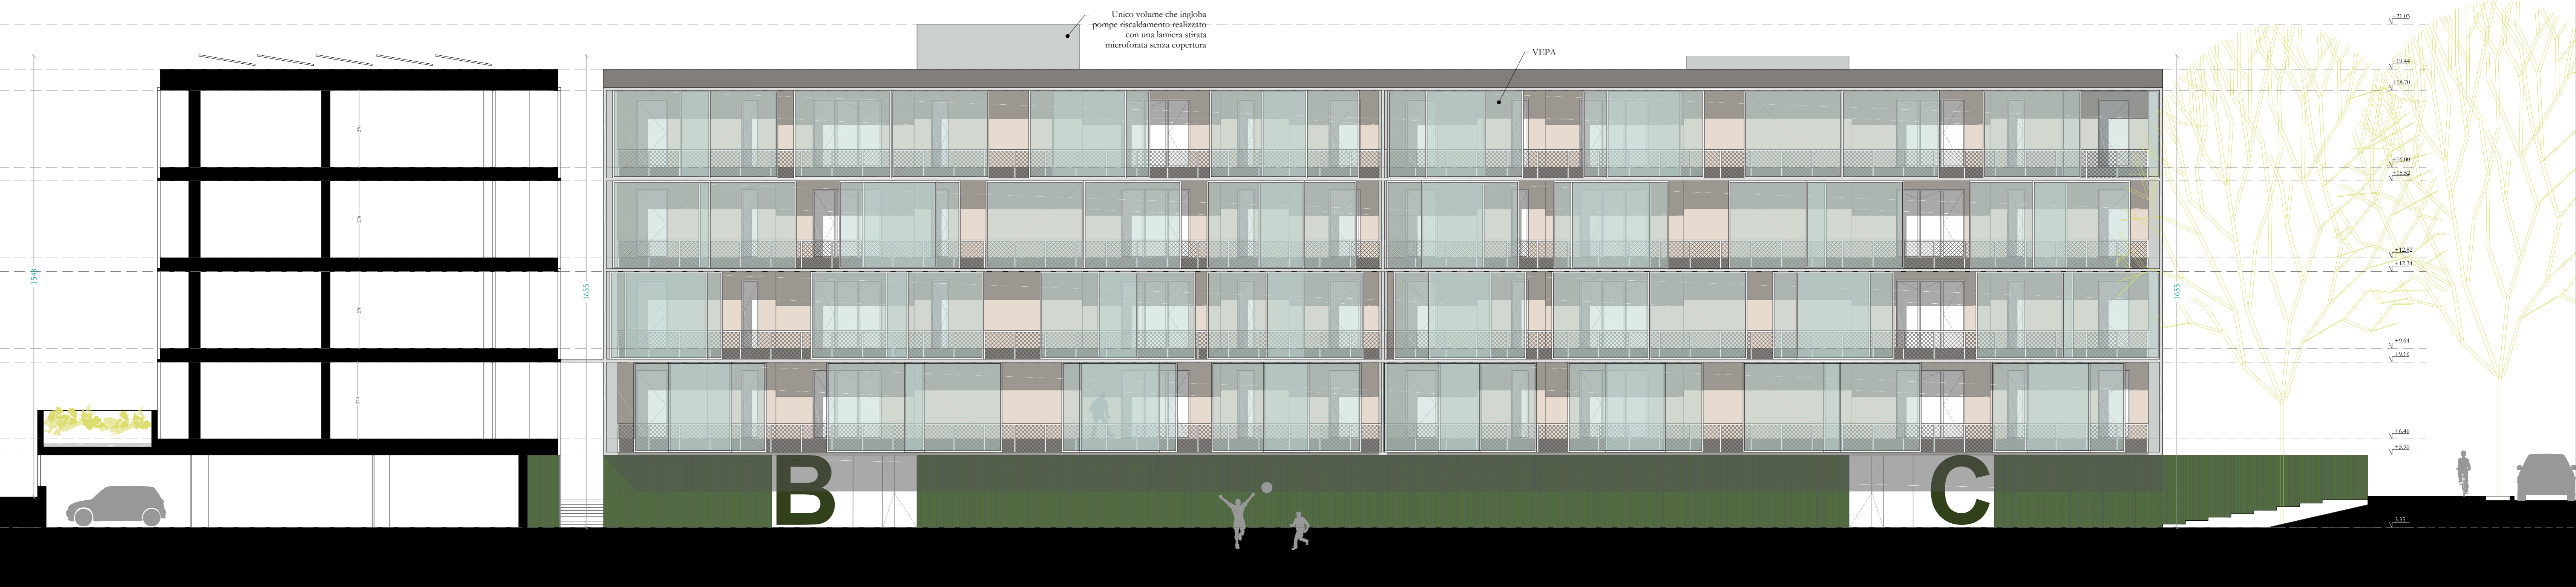 Unico volume che ingloba
pompe riscaldamento realizzato
con una lamiera stirata
microforata senza copertura
VEPA
+21.03
+19.44
+18.70
+16.00
+15.52
+12.82
+12.34
+9.64
+9.16
+6.46
+5.90
3.35
1548
1655
1655
B
C